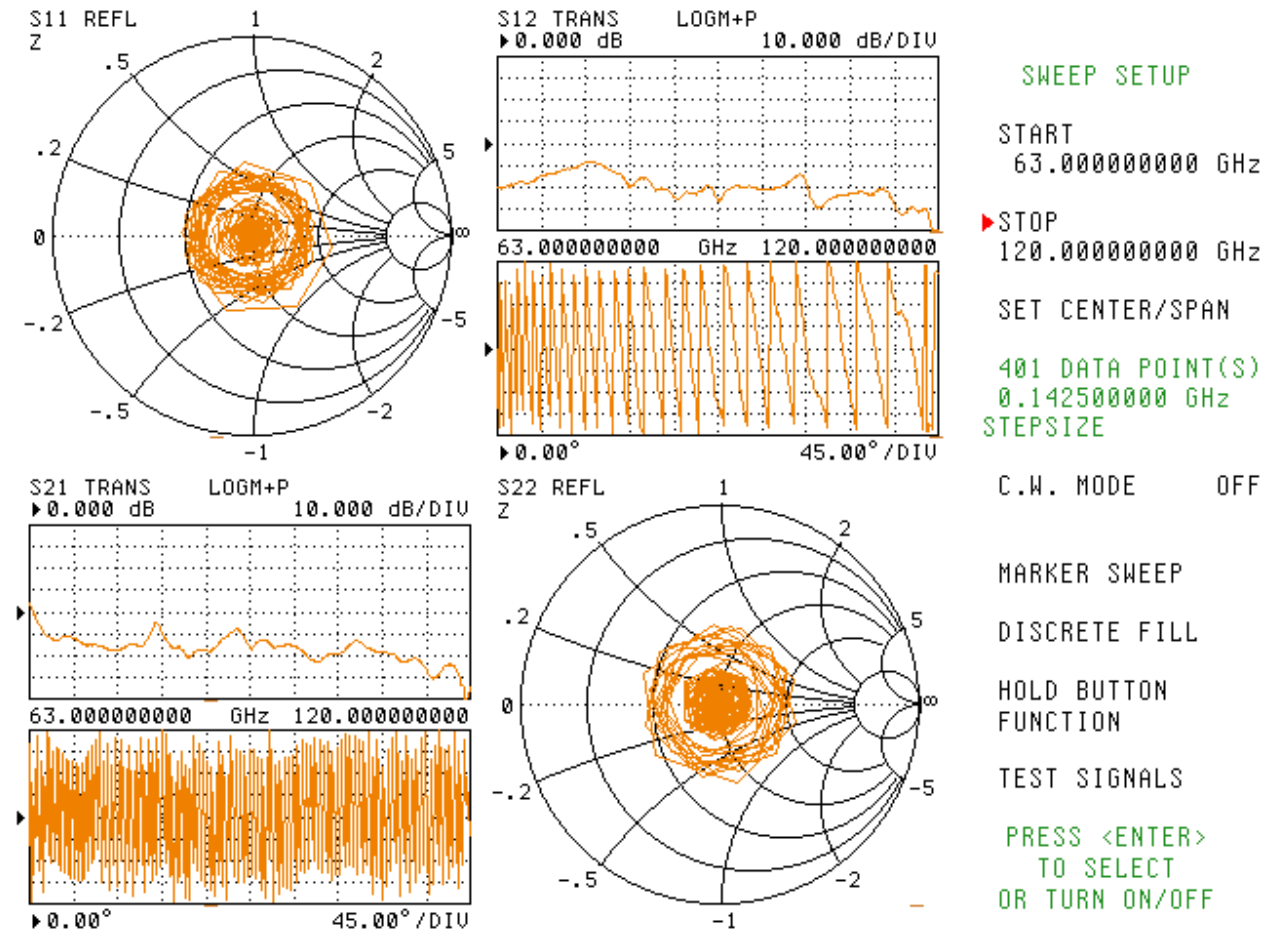 S11 REFL
Z
1
.5
2
.2
5
0
∞
-.2
-5
-.5
-2
-1
S12 TRANS LOGM+P
▶0.000 dB 10.000 dB/DIV
63.000000000 GHz 120.000000000
▶0.00° 45.00°/DIV
S21 TRANS LOGM+P
▶0.000 dB 10.000 dB/DIV
63.000000000 GHz 120.000000000
▶0.00° 45.00°/DIV
S22 REFL
Z
1
.5
2
.2
5
0
∞
-.2
-5
-.5
-2
-1
SWEEP SETUP
START
63.000000000 GHz
▶STOP
120.000000000 GHz
SET CENTER/SPAN
401 DATA POINT(S)
0.142500000 GHz
STEPSIZE
C.W. MODE OFF
MARKER SWEEP
DISCRETE FILL
HOLD BUTTON
FUNCTION
TEST SIGNALS
PRESS <ENTER>
TO SELECT
OR TURN ON/OFF